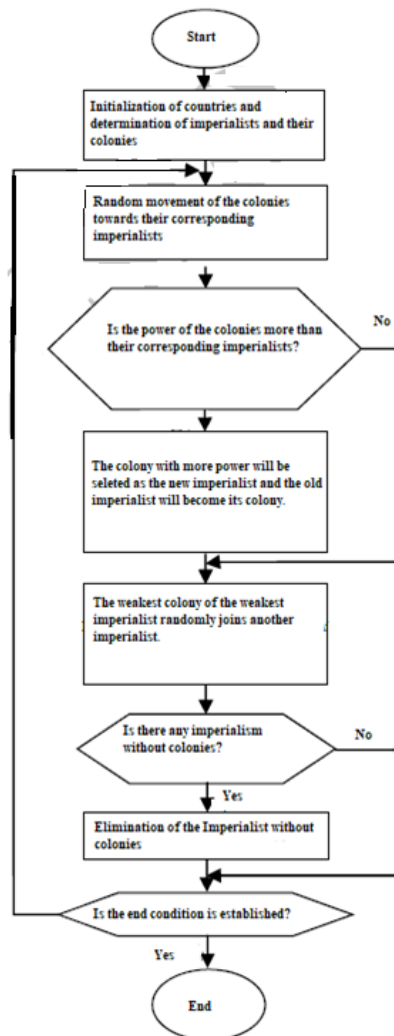 Start
Initialization of countries and
determination of imperialists and their
colonies
Random movement of the colonies
towards their corresponding
imperialists
Is the power of the colonies more than
their corresponding imperialists?
No
The colony with more power will be
seleted as the new imperialist and the old
imperialist will become its colony.
The weakest colony of the weakest
imperialist randomly joins another
imperialist.
Is there any imperialism
without colonies?
No
Yes
Elimination of the Imperialist without
colonies
Is the end condition is established?
Yes
End